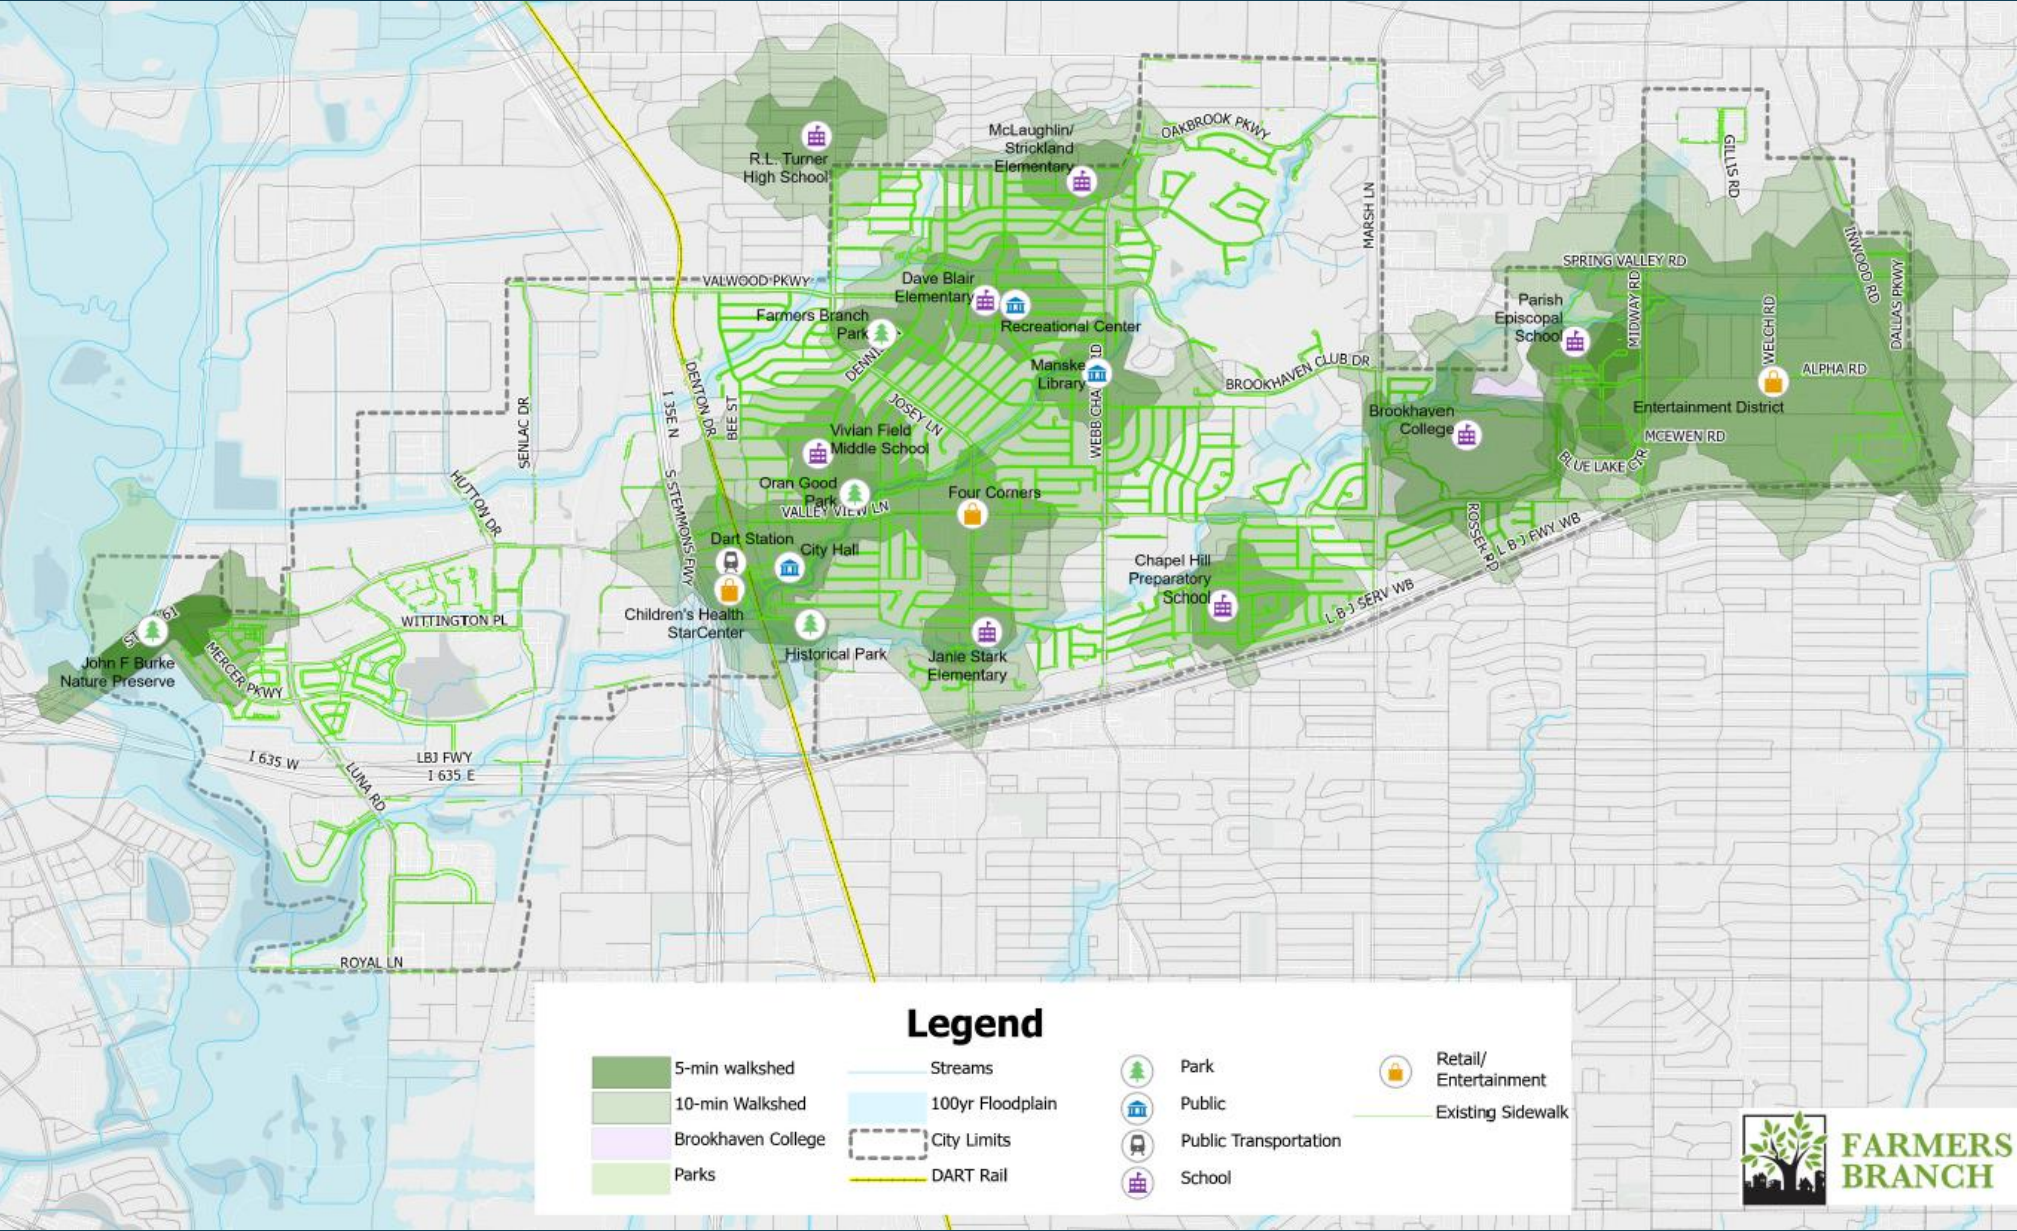 OAKBROOK PKWY
McLaughlin/
Strickland
Elementary
R.L. Turner
High School
GILLIS RD
MARSH LN
VALWOOD PKWY
Dave Blair
Elementary
Recreational Center
Farmers Branch
Park
SPRING VALLEY RD
INWOOD RD
DALLAS PKWY
MIDWAY RD
WELCH RD
Parish
Episcopal
School
Manske
Library
BROOKHAVEN CLUB DR
ALPHA RD
Entertainment District
MCEWEN RD
BLUE LAKE CIR
Brookhaven
College
DENTON DR
I 35E N
BEE ST
JOSEY LN
SENLAC DR
Vivian Field
Middle School
Oran Good
Park
VALLEY VIEW LN
Four Corners
HUTTON DR
S STEMMONS FWY
Dart Station
City Hall
ROSSER RD
L B J FWY WB
Chapel Hill
Preparatory
School
L B J SERV WB
Children's Health
StarCenter
WITTINGTON PL
Historical Park
Janie Stark
Elementary
John F Burke
Nature Preserve
MERCER PKWY
I 635 W
LBJ FWY
I 635 E
LUNA RD
ROYAL LN
Legend
5-min walkshed
10-min Walkshed
Brookhaven College
Parks
Streams
100yr Floodplain
City Limits
DART Rail
Park
Public
Public Transportation
School
Retail/
Entertainment
Existing Sidewalk
FARMERS
BRANCH